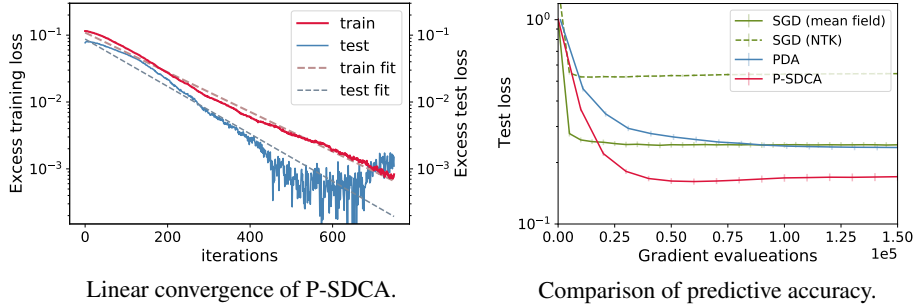 Excess training loss
10⁻¹
10⁻²
10⁻³
train
test
train fit
test fit
10⁻¹
10⁻²
10⁻³
Excess test loss
0
200
400
600
iterations
Linear convergence of P-SDCA.
Test loss
10⁰
10⁻¹
SGD (mean field)
SGD (NTK)
PDA
P-SDCA
0.00
0.25
0.50
0.75
1.00
1.25
1.50
1e5
Gradient evalueations
Comparison of predictive accuracy.